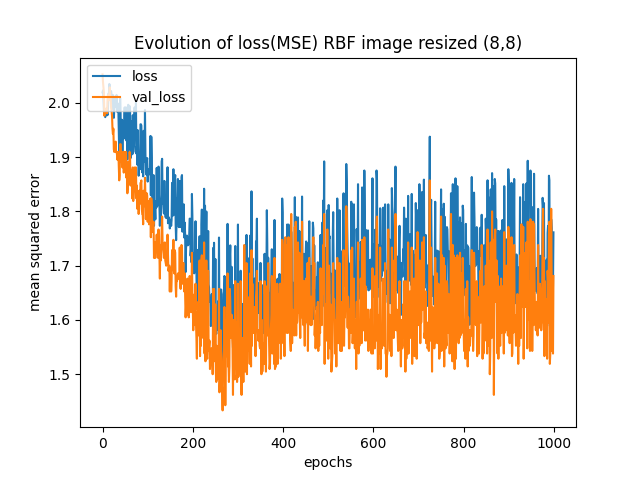 Evolution of loss(MSE) RBF image resized (8,8)
loss
val_loss
mean squared error
2.0
1.9
1.8
1.7
1.6
1.5
0
200
400
600
800
1000
epochs